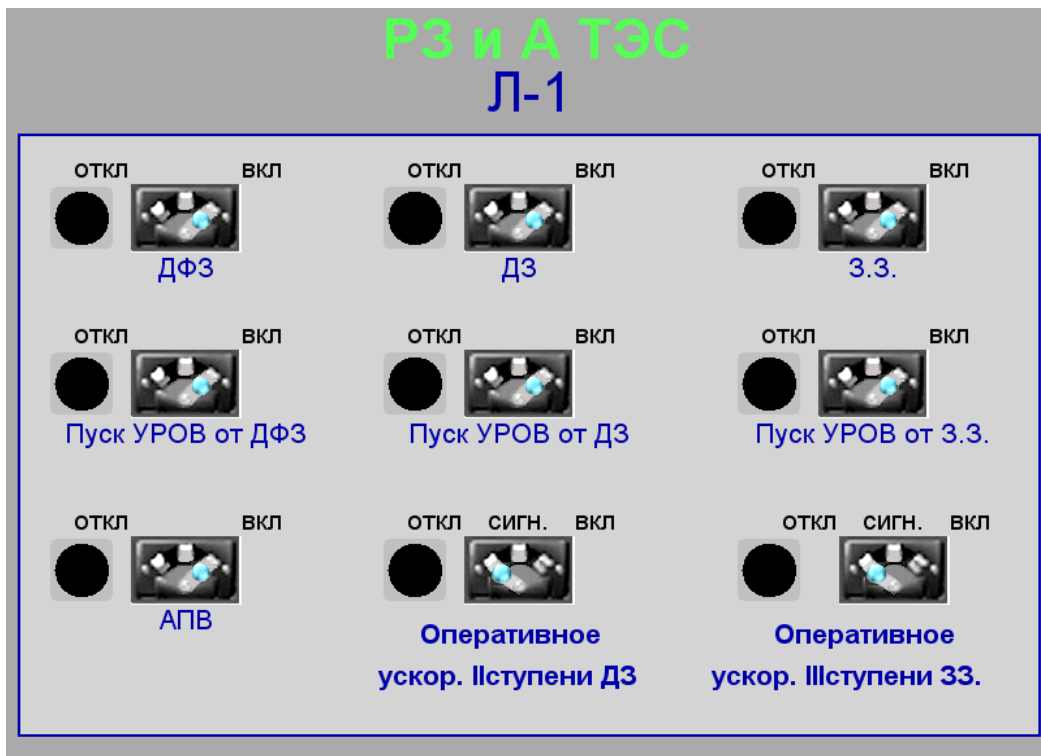 РЗ и А ТЭС
Л-1
ОТКЛ ВКЛ ОТКЛ ВКЛ ОТКЛ ВКЛ
ДФЗ ДЗ З.З.
ОТКЛ ВКЛ ОТКЛ ВКЛ ОТКЛ ВКЛ
Пуск УРОВ от ДФЗ Пуск УРОВ от ДЗ Пуск УРОВ от З.З.
ОТКЛ ВКЛ ОТКЛ СИГН. ВКЛ ОТКЛ СИГН. ВКЛ
АПВ
Оперативное Оперативное
ускор. IIступени ДЗ ускор. IIIступени ЗЗ.